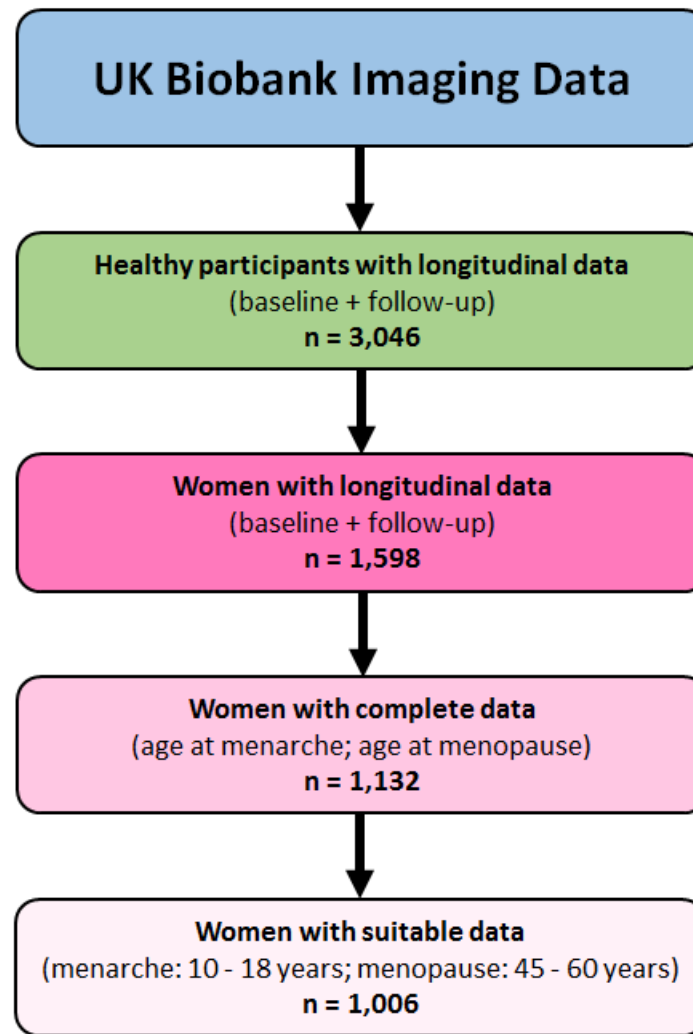 UK Biobank Imaging Data
Healthy participants with longitudinal data
(baseline + follow-up)
n = 3,046
Women with longitudinal data
(baseline + follow-up)
n = 1,598
Women with complete data
(age at menarche; age at menopause)
n = 1,132
Women with suitable data
(menarche: 10 - 18 years; menopause: 45 - 60 years)
n = 1,006